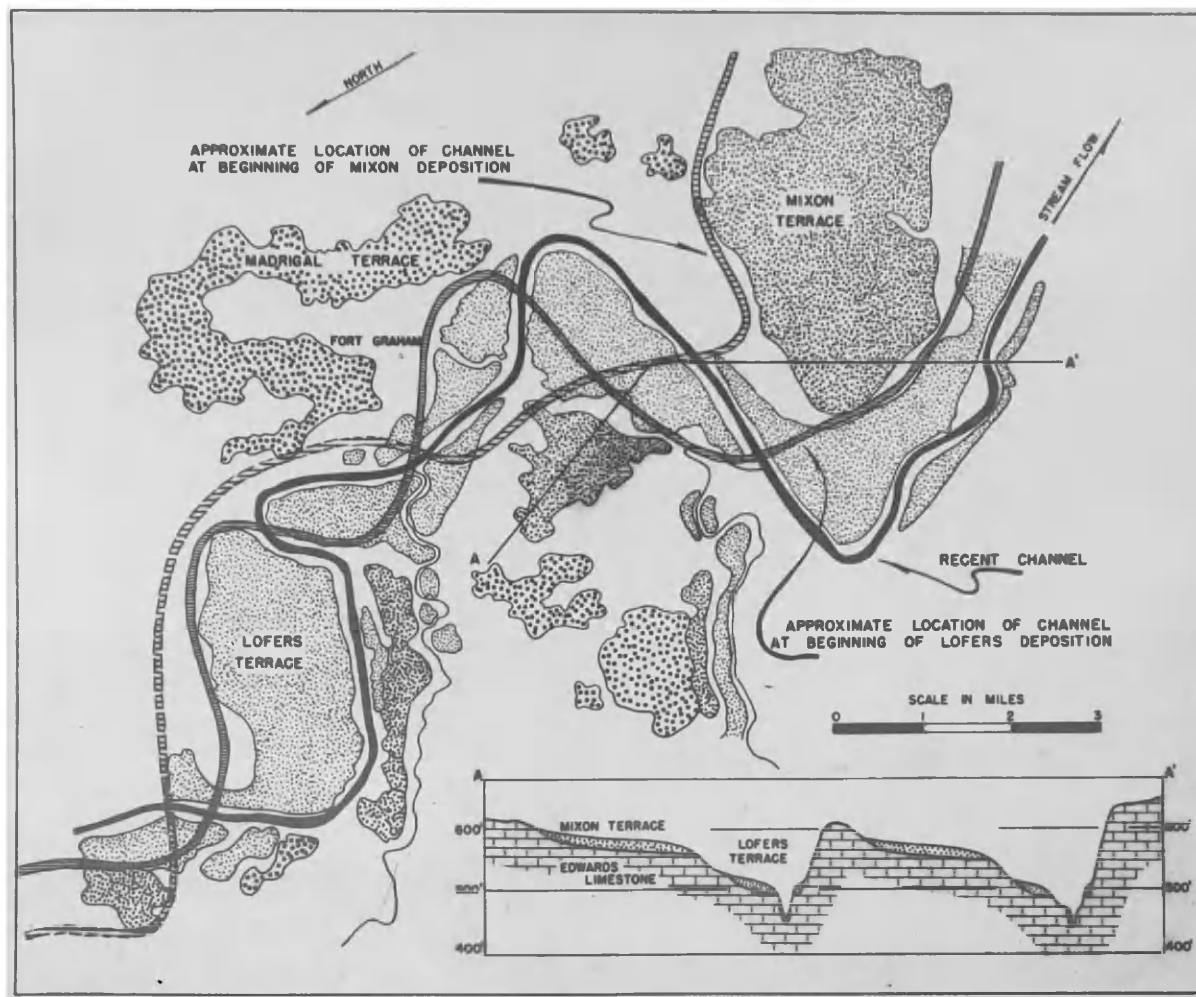 NORTH
APPROXIMATE LOCATION OF CHANNEL
AT BEGINNING OF MIXON DEPOSITION
STREAM FLOW
MIXON
TERRACE
MADRIGAL TERRACE
FORT GRAHAM
A'
A
RECENT CHANNEL
LOFERS
TERRACE
APPROXIMATE LOCATION OF CHANNEL
AT BEGINNING OF LOFERS DEPOSITION
SCALE IN MILES
0 1 2 3
A A'
600' MIXON TERRACE 600'
LOFERS
TERRACE
EDWARDS
LIMESTONE
500' 500'
400' 400'